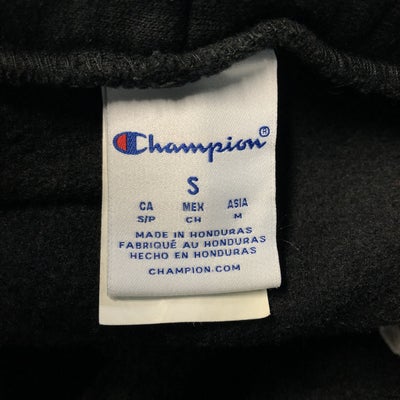 Champion®
S
CA MEX ASIA
S/P CH M
MADE IN HONDURAS
FABRIQUÉ AU HONDURAS
HECHO EN HONDURAS
CHAMPION.COM